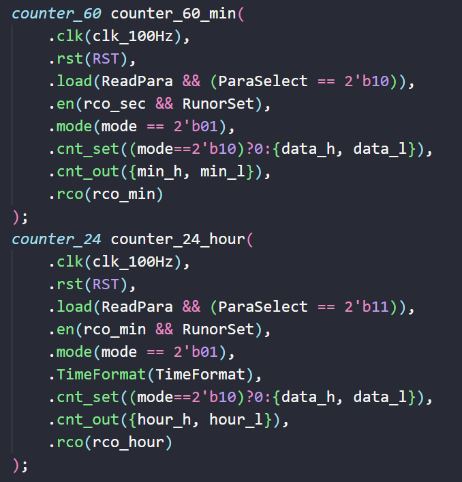 counter_60 counter_60_min(
.clk(clk_100Hz),
.rst(RST),
.load(ReadPara && (ParaSelect == 2'b10)),
.en(rco_sec && RunorSet),
.mode(mode == 2'b01),
.cnt_set((mode==2'b10)?0:{data_h, data_l}),
.cnt_out({min_h, min_l}),
.rco(rco_min)
);
counter_24 counter_24_hour(
.clk(clk_100Hz),
.rst(RST),
.load(ReadPara && (ParaSelect == 2'b11)),
.en(rco_min && RunorSet),
.mode(mode == 2'b01),
.TimeFormat(TimeFormat),
.cnt_set((mode==2'b10)?0:{data_h, data_l}),
.cnt_out({hour_h, hour_l}),
.rco(rco_hour)
);